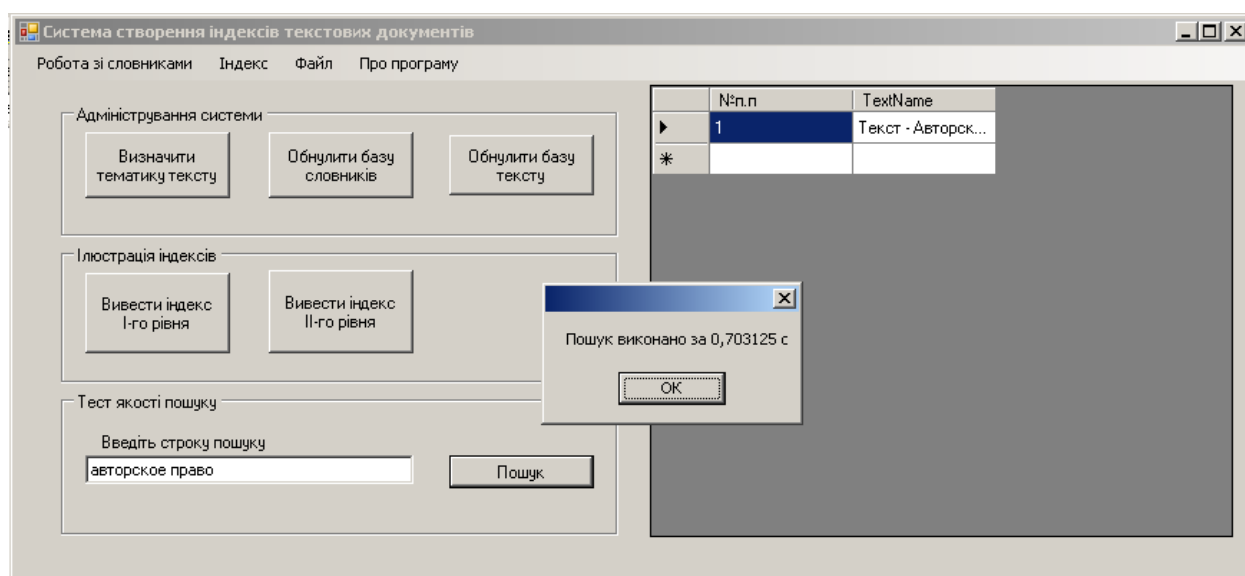 Система створення індексів текстових документів
Робота зі словниками Індекс Файл Про програму
Адміністрування системи
Визначити
тематику тексту
Обнулити базу
словників
Обнулити базу
тексту
Ілюстрація індексів
Вивести індекс
І-го рівня
Вивести індекс
ІІ-го рівня
Тест якості пошуку
Введіть строку пошуку
авторское право
Пошук
№п.п TextName
1 Текст - Авторск...
Пошук виконано за 0,703125 с
ОК